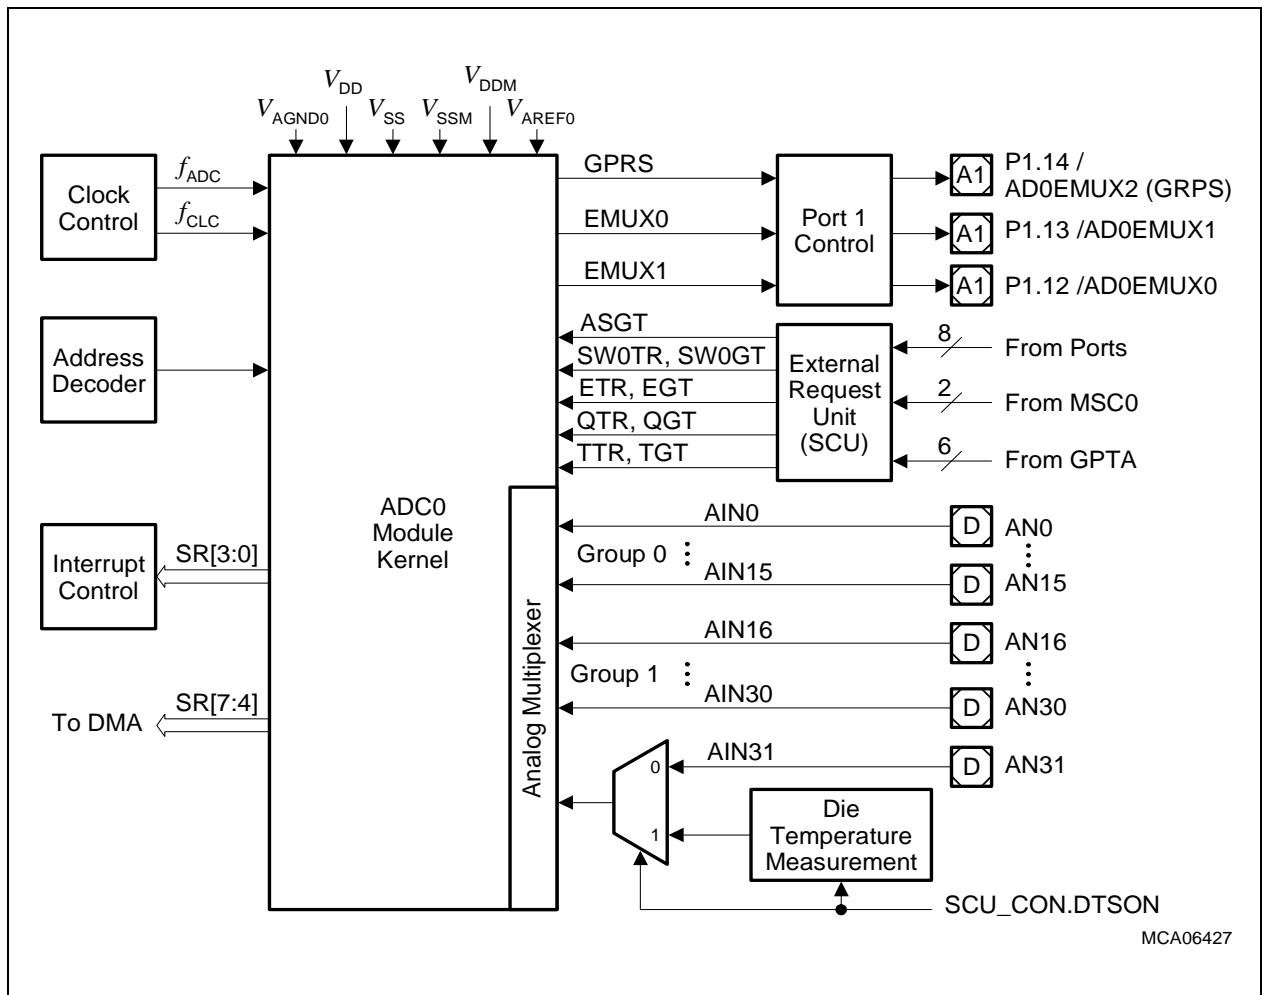 V_DD
V_DDM
V_AGND0
V_SS
V_SSM
V_AREF0
Clock
Control
f_ADC
f_CLC
Address
Decoder
Interrupt
Control
SR[3:0]
To DMA
SR[7:4]
ADC0
Module
Kernel
Analog Multiplexer
GPRS
EMUX0
EMUX1
Port 1
Control
A1
P1.14 /
AD0EMUX2 (GRPS)
A1
P1.13 /AD0EMUX1
A1
P1.12 /AD0EMUX0
ASGT
SW0TR, SW0GT
ETR, EGT
QTR, QGT
TTR, TGT
External
Request
Unit
(SCU)
8
From Ports
2
From MSC0
6
From GPTA
AIN0
D
AN0
Group 0
AIN15
D
AN15
AIN16
D
AN16
Group 1
AIN30
D
AN30
AIN31
D
AN31
0
1
Die
Temperature
Measurement
SCU_CON.DTSON
MCA06427